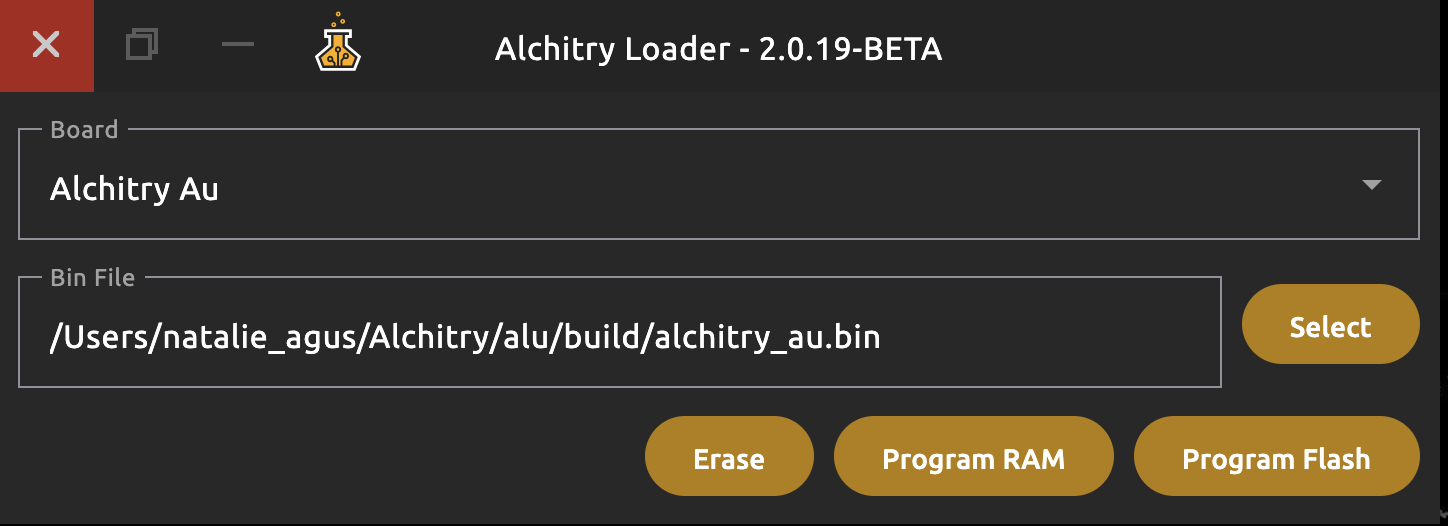 Alchitry Loader - 2.0.19-BETA
Board
Alchitry Au
Bin File
/Users/natalie_agus/Alchitry/alu/build/alchitry_au.bin
Select
Erase
Program RAM
Program Flash